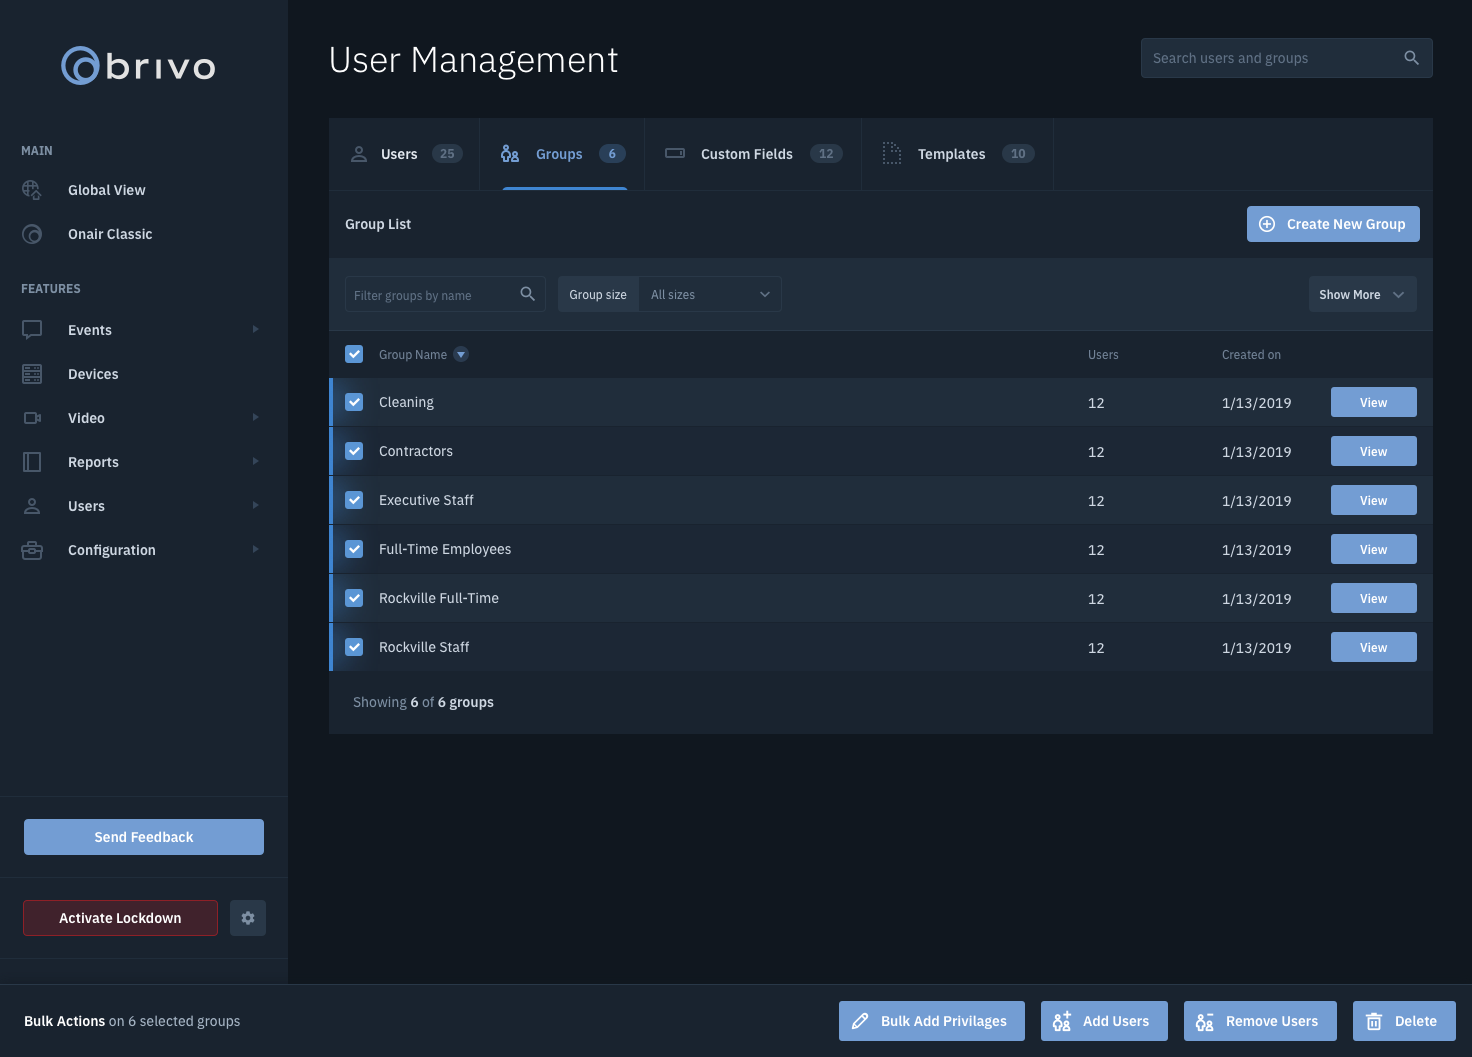 brivo
User Management
Search users and groups
MAIN
Global View
Onair Classic
FEATURES
Events
Devices
Video
Reports
Users
Configuration
Send Feedback
Activate Lockdown
Users 25 Groups 6 Custom Fields 12 Templates 10
Group List Create New Group
Filter groups by name Group size All sizes Show More
Group Name Users Created on
Cleaning 12 1/13/2019 View
Contractors 12 1/13/2019 View
Executive Staff 12 1/13/2019 View
Full-Time Employees 12 1/13/2019 View
Rockville Full-Time 12 1/13/2019 View
Rockville Staff 12 1/13/2019 View
Showing 6 of 6 groups
Bulk Actions on 6 selected groups Bulk Add Privilages Add Users Remove Users Delete